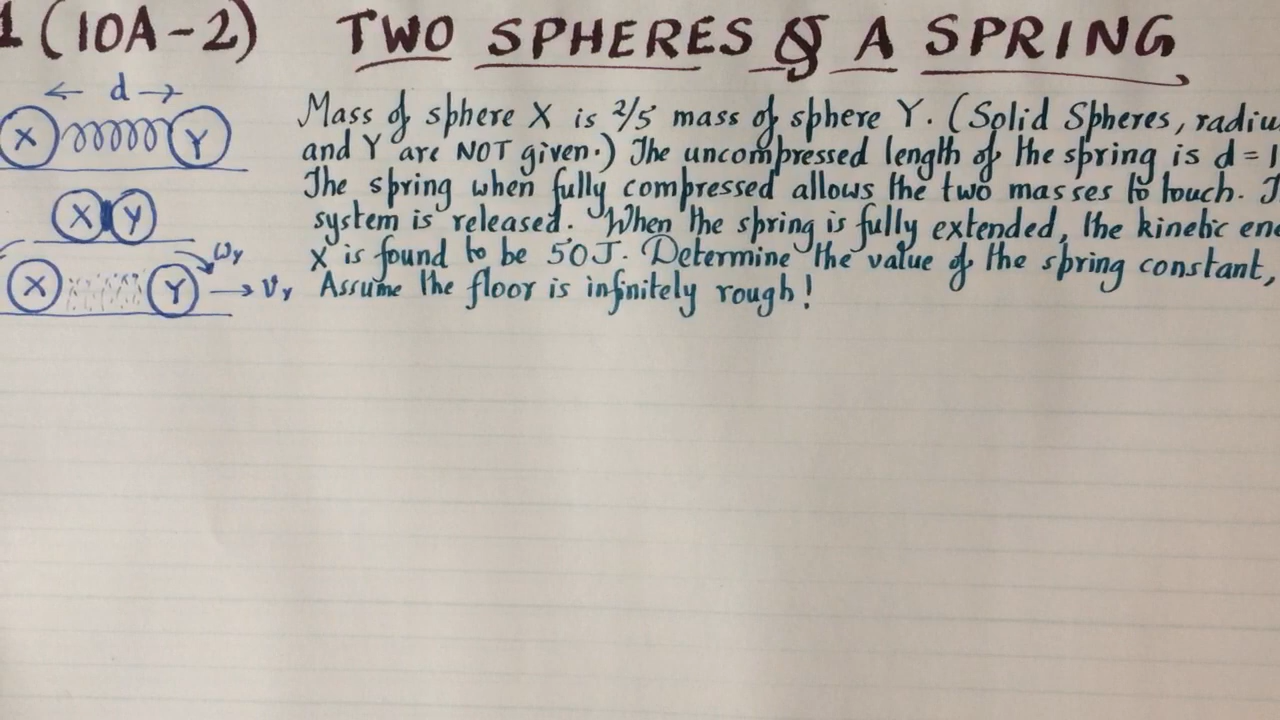 1 (10A-2) TWO SPHERES & A SPRING
← d →
X Y
X Y
ωy
X Y → Vy
Mass of sphere X is 2/5 mass of sphere Y. (Solid Spheres, radiu
and Y are NOT given.) The uncompressed length of the spring is d = 1
The spring when fully compressed allows the two masses to touch. T
system is released. When the spring is fully extended, the kinetic ene
X is found to be 50J. Determine the value of the spring constant,
Assume the floor is infinitely rough!